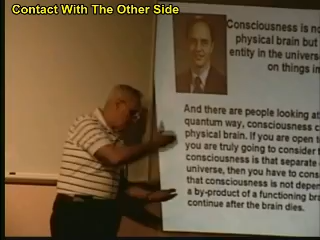 Contact With The Other Side
Consciousness is no
physical brain but
entity in the univers
on things in
And there are people looking at
quantum way, consciousness c
physical brain. If you are open t
you are truly going to consider t
consciousness is that separate
universe, then you have to cons
that consciousness is not depen
a by-product of a functioning br
continue after the brain dies.